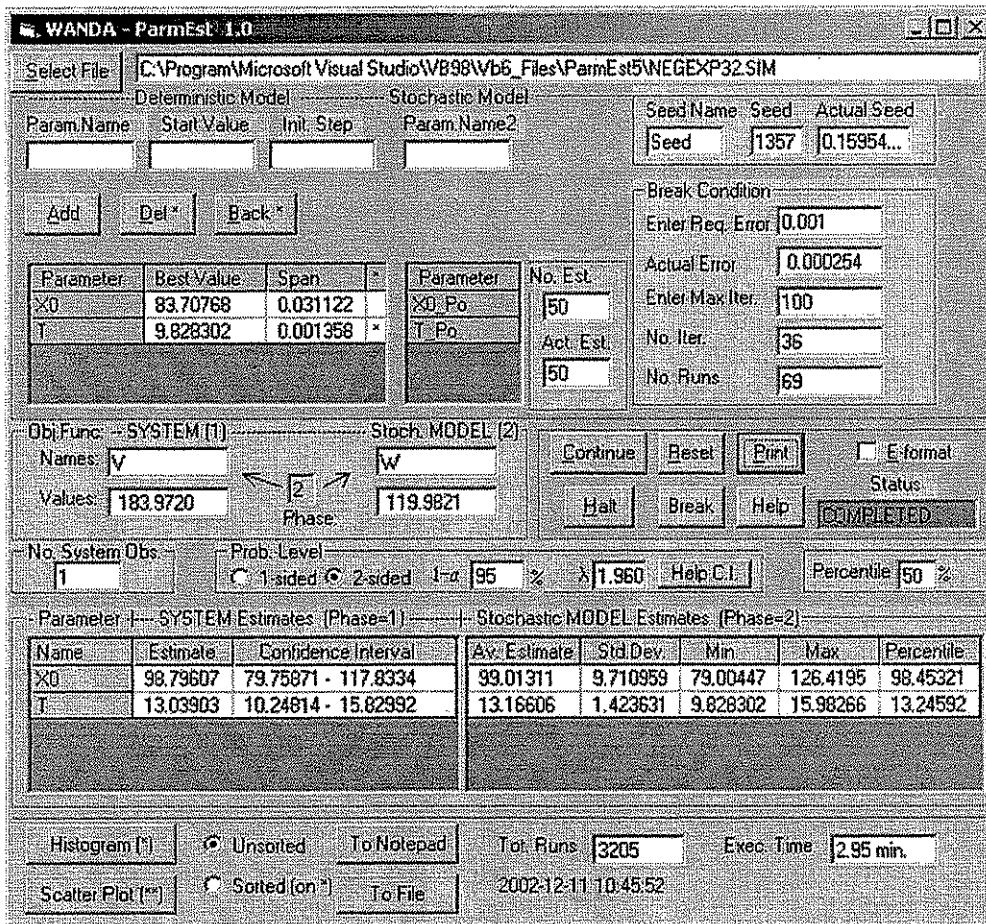 WANDA - ParmEst 1.0
Select File C:\Program\Microsoft Visual Studio\VB98\Vb6_Files\ParmEst5\NEGEXP32.SIM
Deterministic Model Stochastic Model
Param.Name Start Value Init. Step Param.Name2
Seed Name Seed Actual Seed
Seed 1357 0.15954...
Add Del * Back *
Break Condition
Enter Req. Error 0.001
Actual Error 0.000254
Enter Max Iter. 100
No. Iter. 36
No. Runs 69
Parameter Best Value Span *
X0 83.70768 0.031122
T 9.828302 0.001358 *
Parameter
X0_Po
T_Po
No. Est.
50
Act. Est.
50
Obj.Func: -- SYSTEM (1) Stoch. MODEL (2)
Names: V W
Values: 183.9720 119.9821
2
Phase:
Continue Reset Print E-format
Halt Break Help
Status
COMPLETED
No. System Obs.
1
Prob. Level
1-sided 2-sided 1-α 95 % λ 1.960 Help C.I.
Percentile 50 %
Parameter SYSTEM Estimates (Phase=1) Stochastic MODEL Estimates (Phase=2)
Name Estimate Confidence Interval Av. Estimate Std.Dev. Min Max Percentile
X0 98.79607 79.75871 - 117.8334 99.01311 9.710959 79.00447 126.4195 98.45321
T 13.03903 10.24814 - 15.82992 13.16606 1.423631 9.828302 15.98266 13.24592
Histogram (*) Unsorted To Notepad Tot. Runs 3205 Exec. Time 2.95 min.
Scatter Plot (**) Sorted (on *) To File 2002-12-11 10:45:52